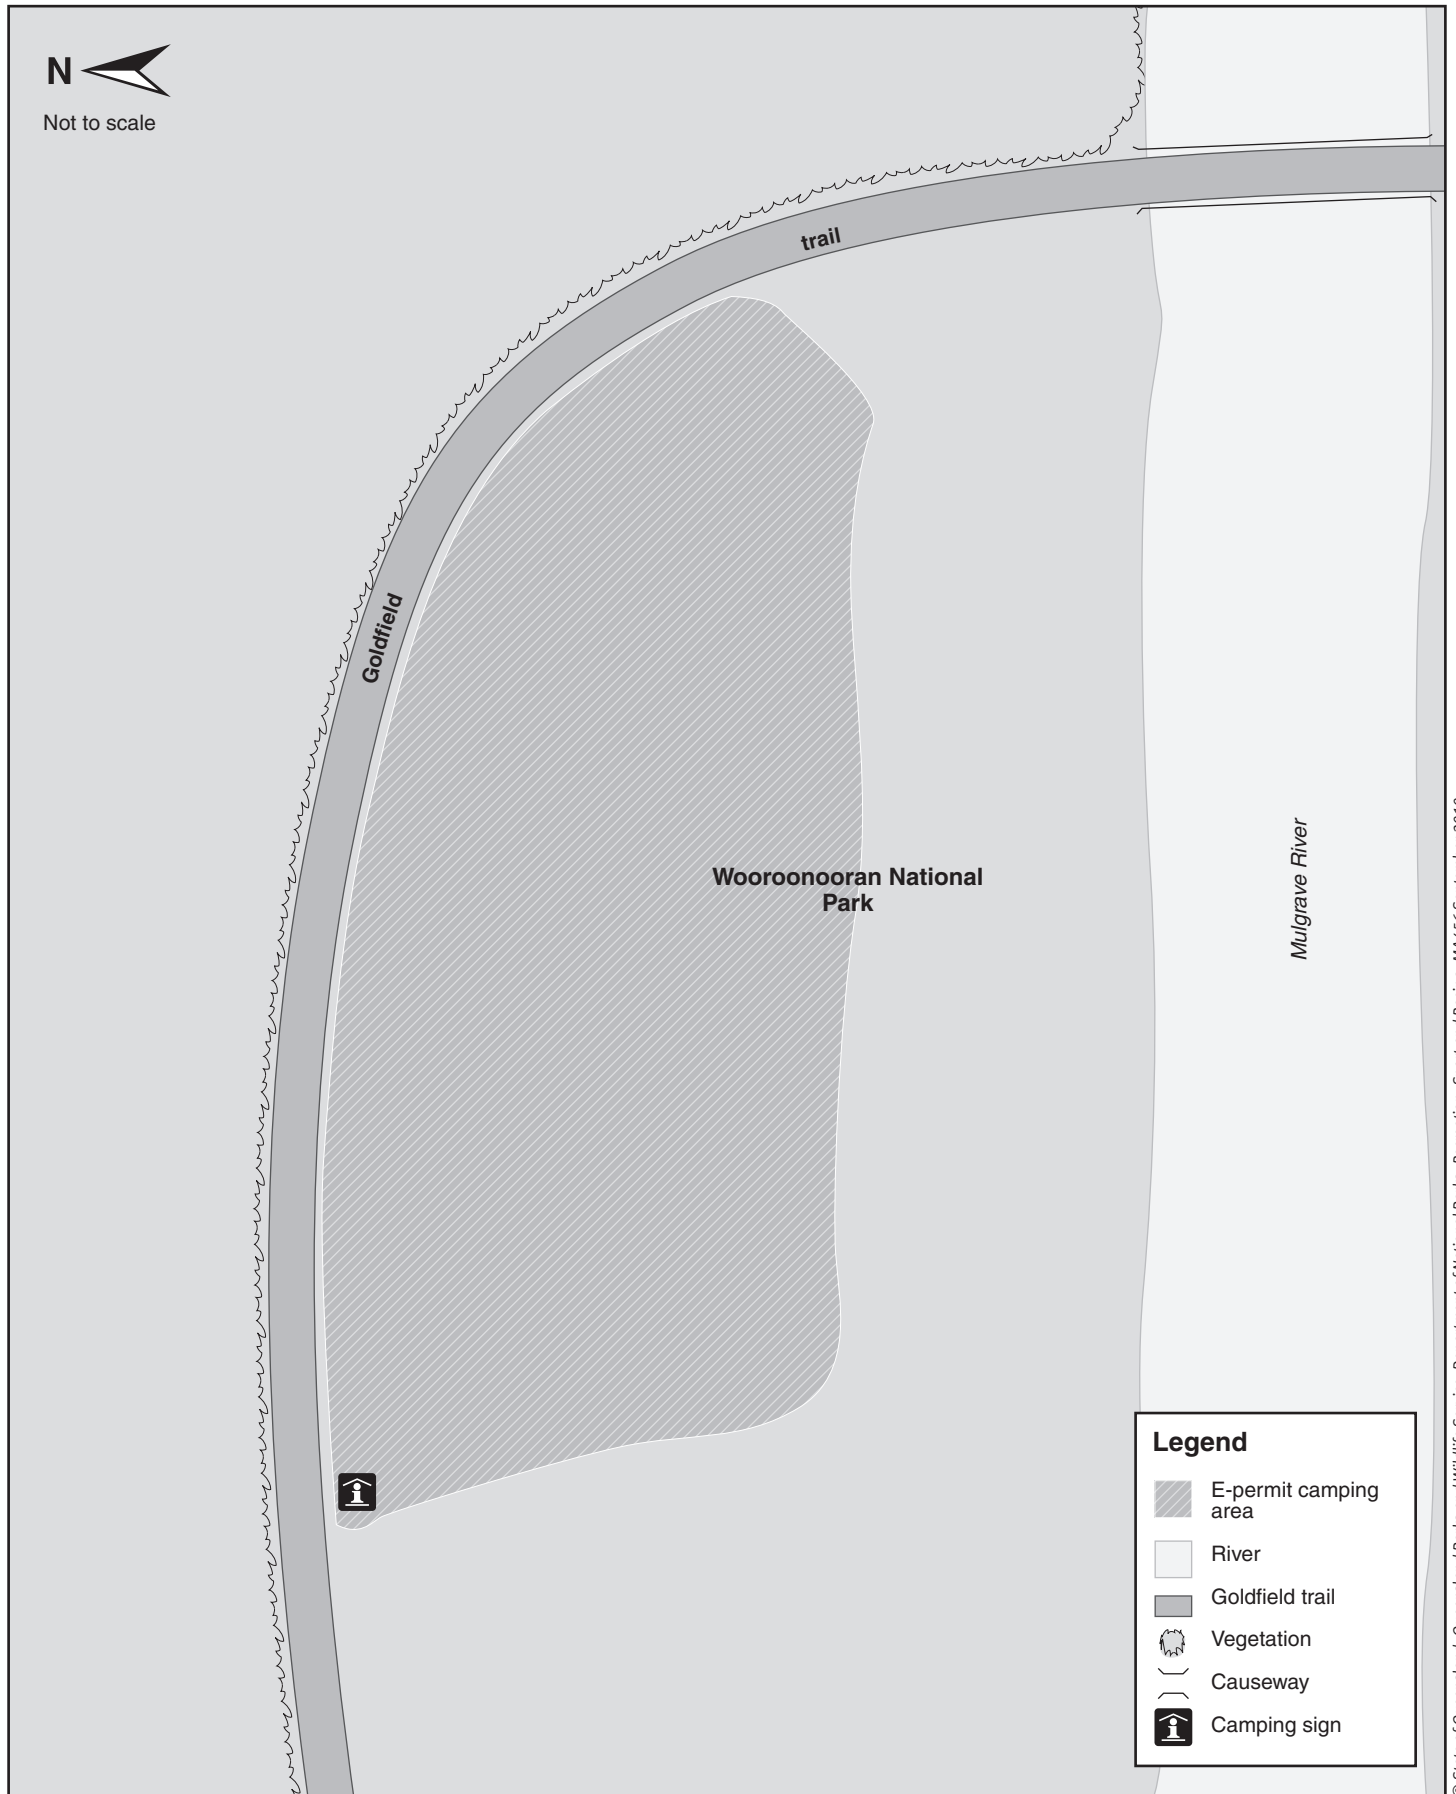 N
Not to scale
trail
Goldfield
Wooroonooran National
Park
Mulgrave River
Legend
E-permit camping
area
River
Goldfield trail
Vegetation
Causeway
Camping sign